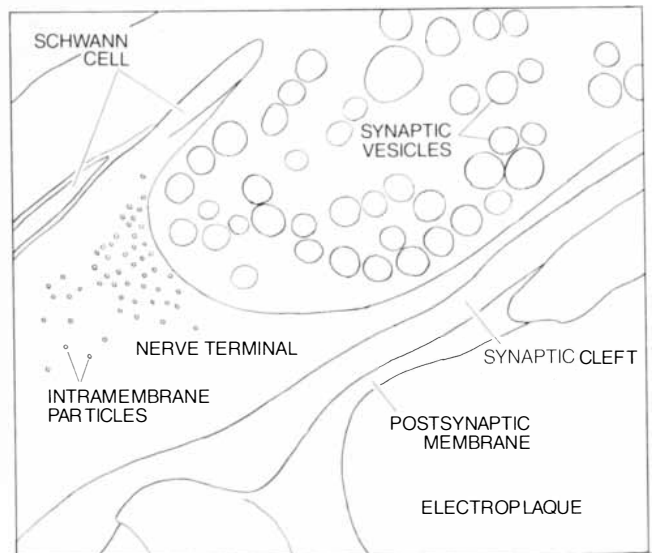 SCHWANN
CELL
SYNAPTIC
VESICLES
NERVE TERMINAL
SYNAPTIC CLEFT
INTRAMEMBRANE
PARTICLES
POSTSYNAPTIC
MEMBRANE
ELECTROPLAQUE